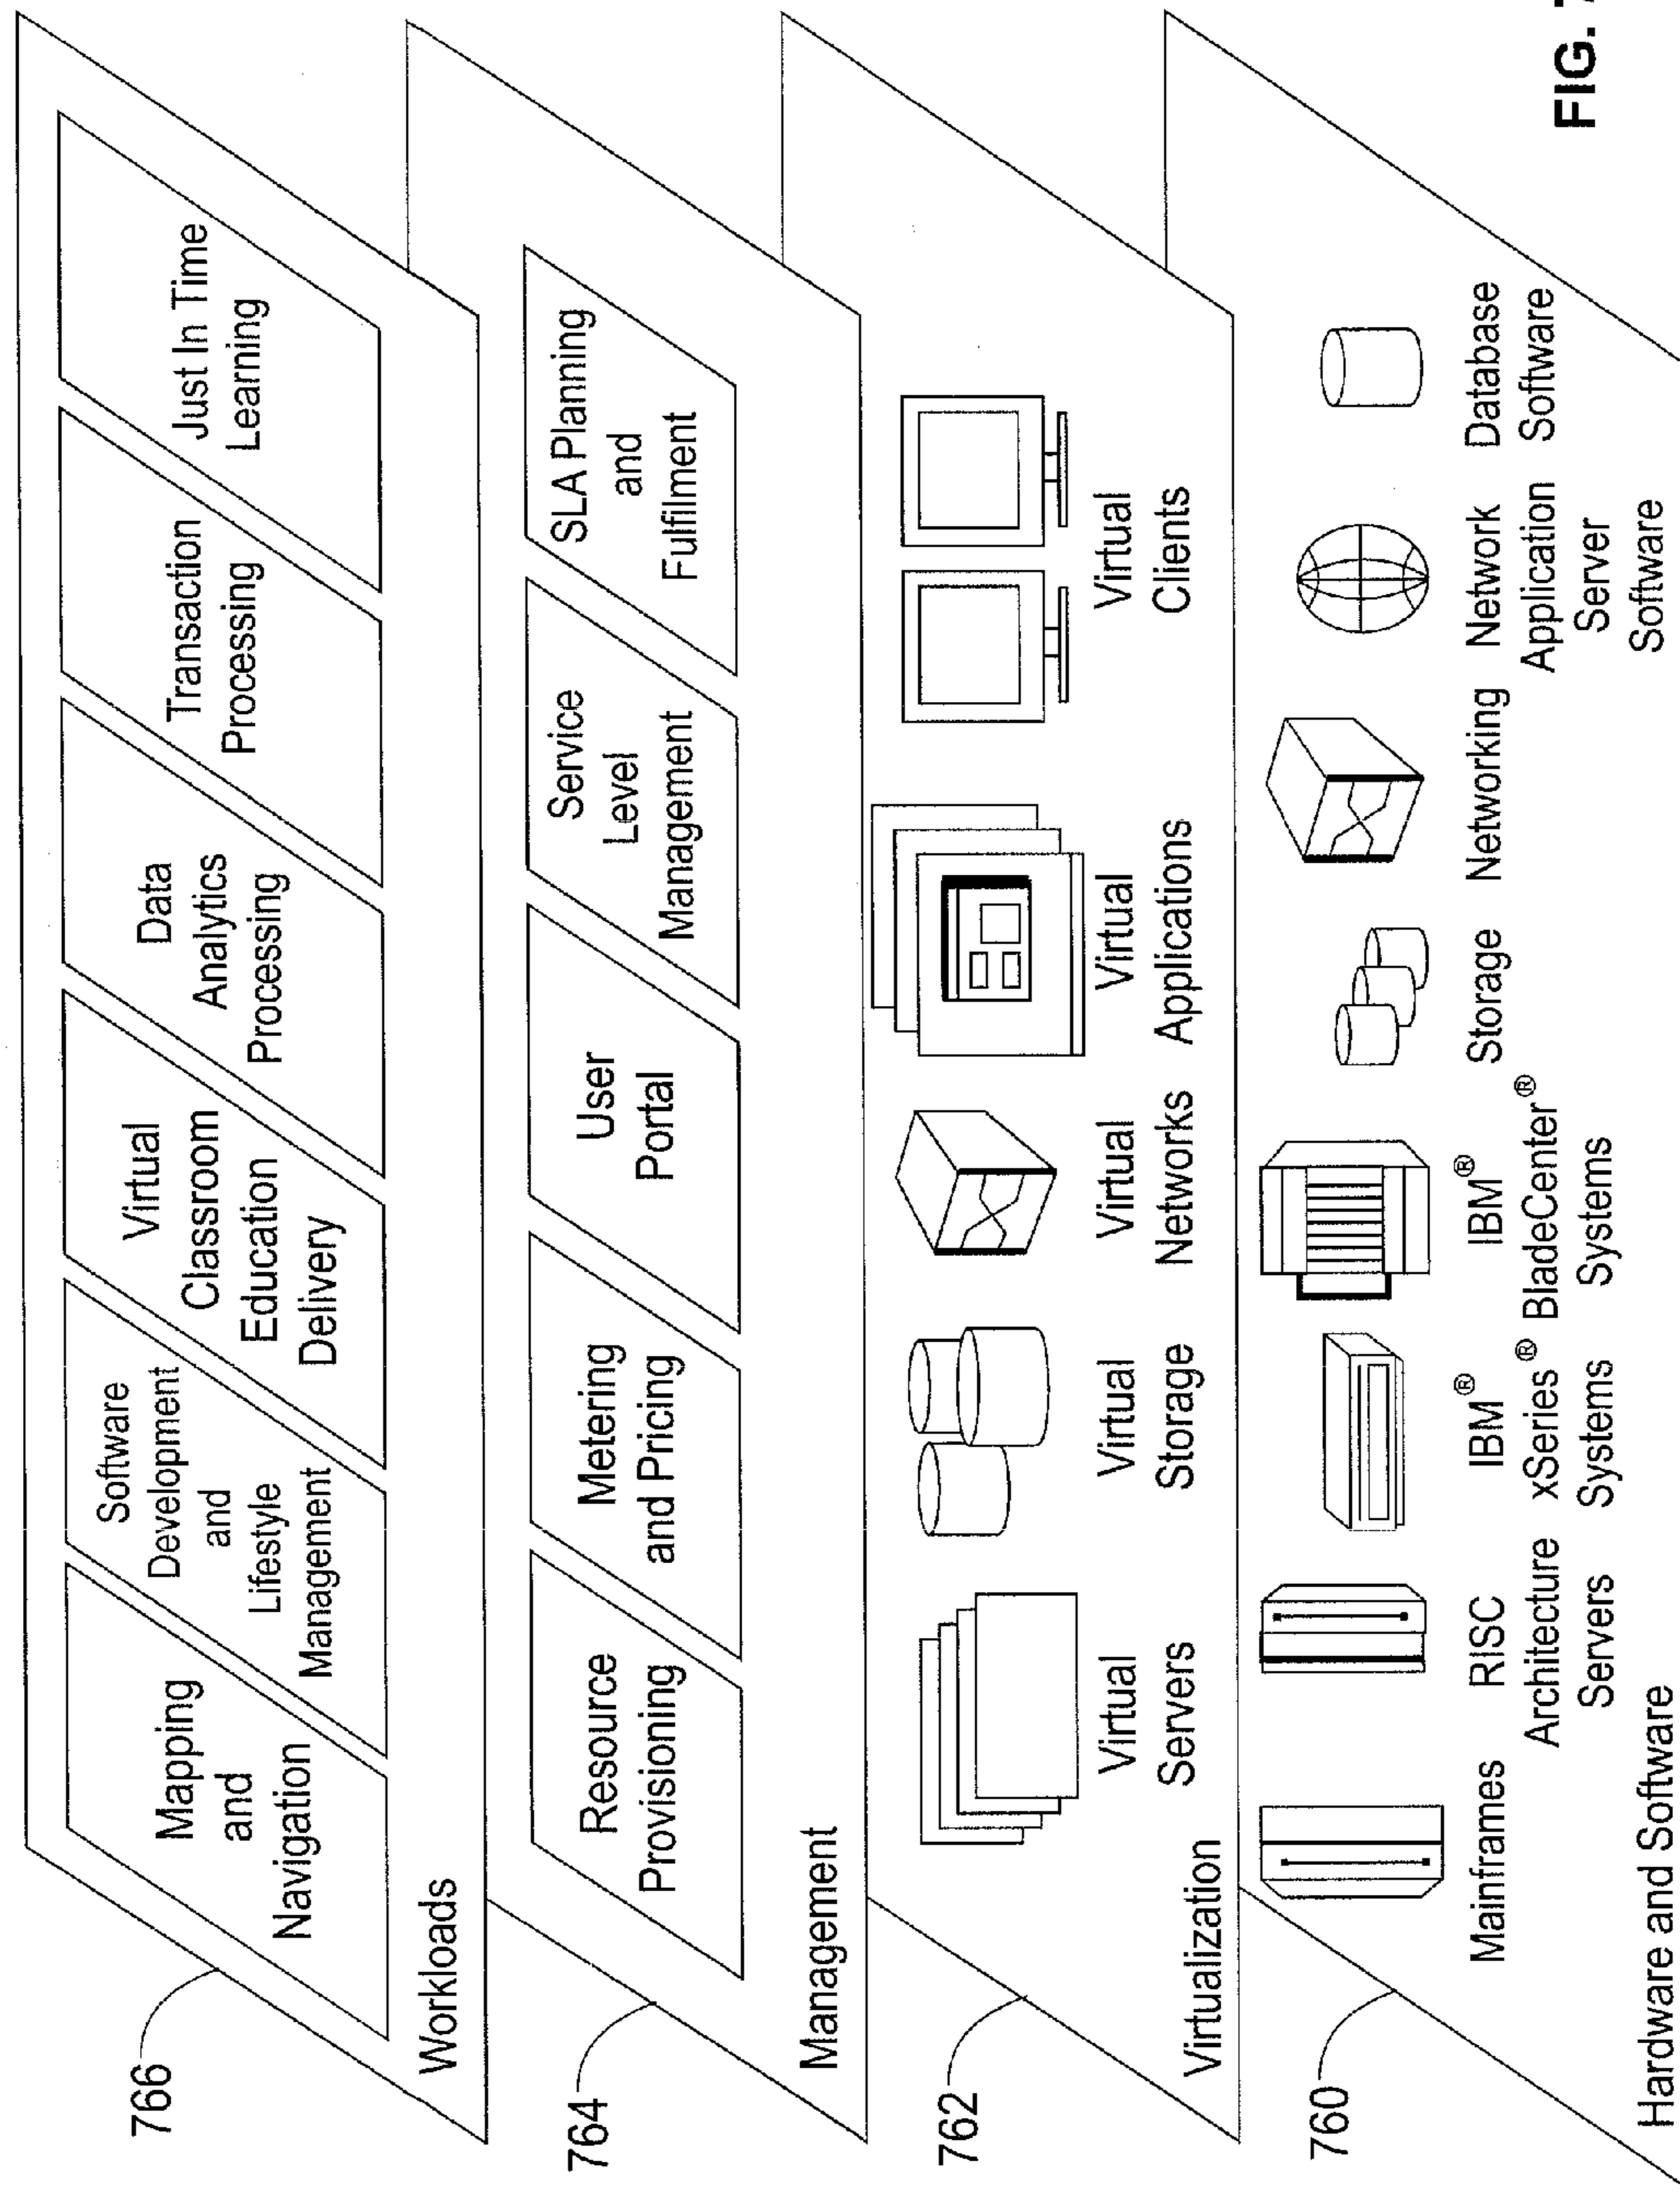 766
Mapping
and
Navigation
Software
Development
and
Lifestyle
Management
Virtual
Classroom
Education
Delivery
Data
Analytics
Processing
Transaction
Processing
Just In Time
Learning
Workloads
764
Resource
Provisioning
Metering
and Pricing
User
Portal
Service
Level
Management
SLA Planning
and
Fulfilment
Management
762
Virtual
Servers
Virtual
Storage
Virtual
Networks
Virtual
Applications
Virtual
Clients
Virtualization
760
Mainframes
RISC
Architecture
Servers
IBM®
xSeries®
Systems
IBM®
BladeCenter®
Systems
Storage
Networking
Network
Application
Server
Software
Database
Software
Hardware and Software
FIG.